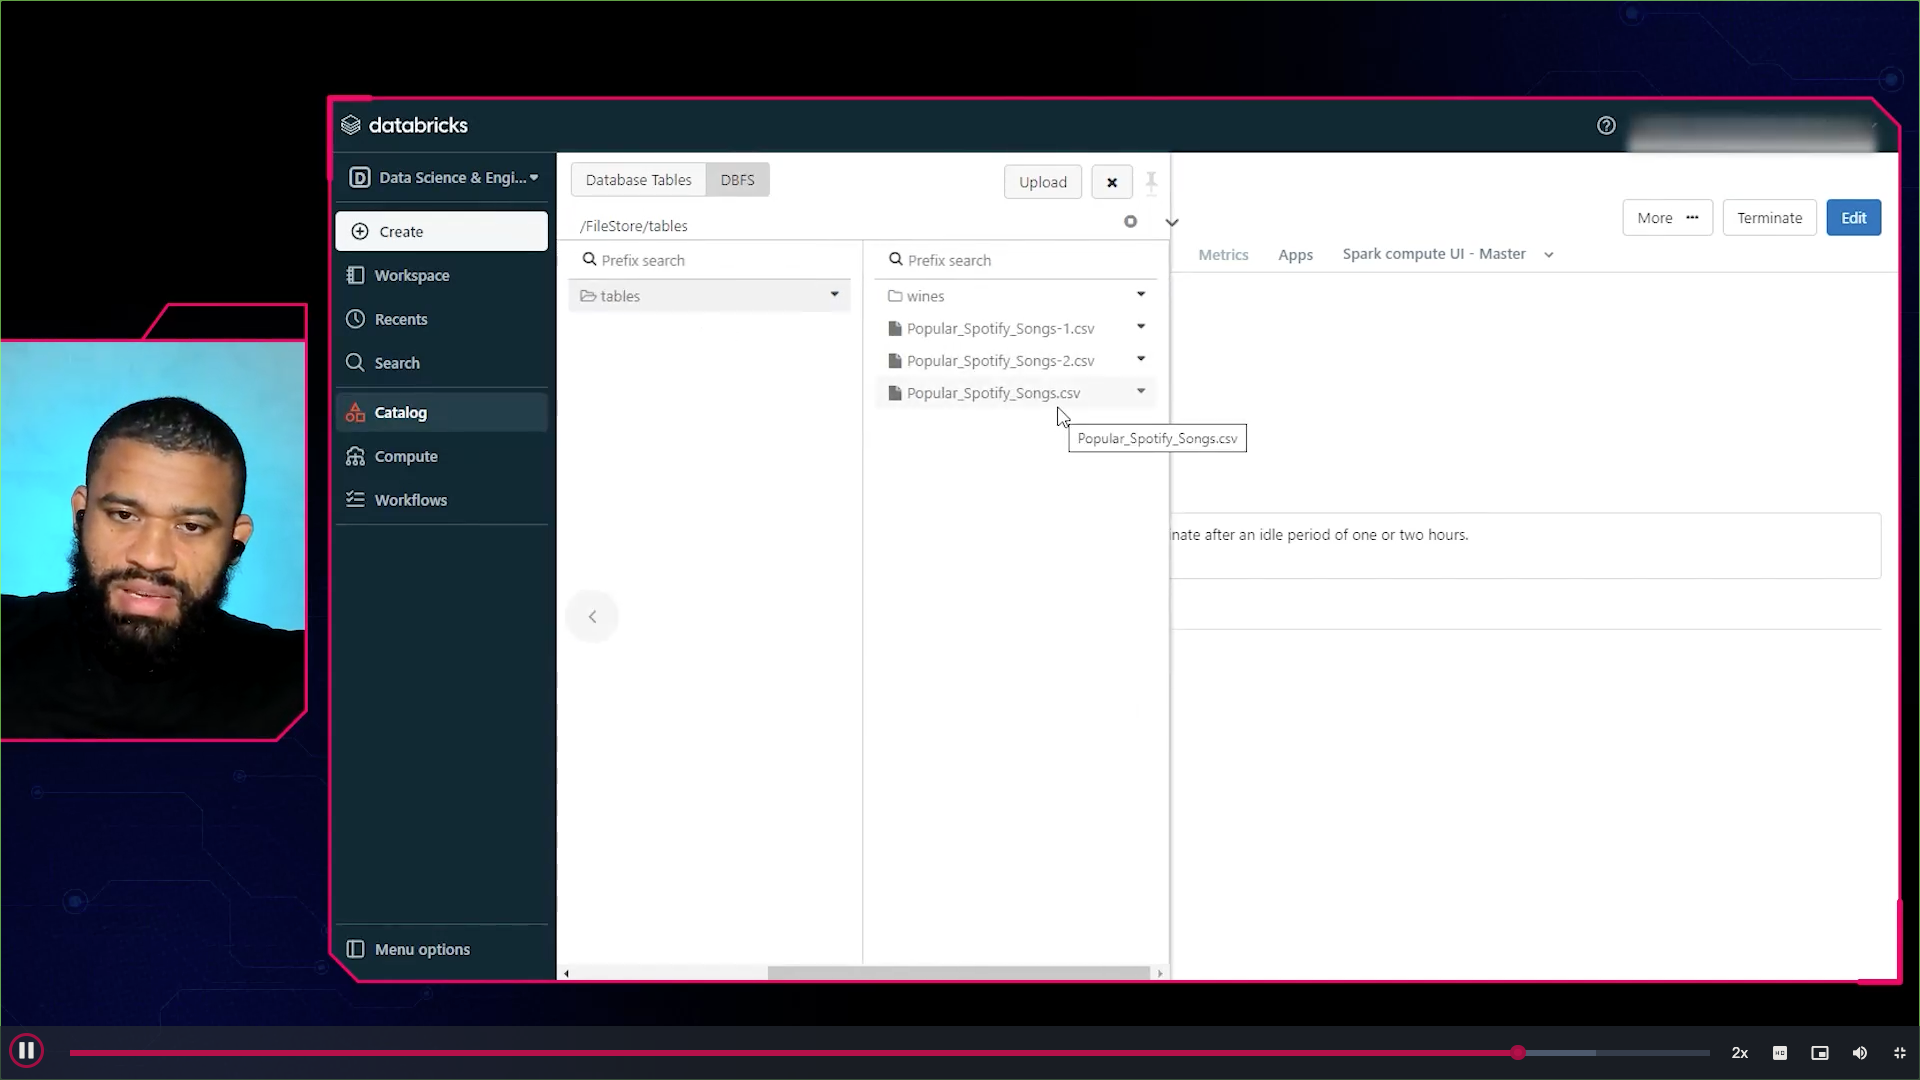 databricks
Data Science & Engi...
Create
Workspace
Recents
Search
Catalog
Compute
Workflows
Menu options
Database Tables
DBFS
Upload
/FileStore/tables
Prefix search
tables
Prefix search
wines
Popular_Spotify_Songs-1.csv
Popular_Spotify_Songs-2.csv
Popular_Spotify_Songs.csv
Popular_Spotify_Songs.csv
More
Terminate
Edit
Metrics
Apps
Spark compute UI - Master
nate after an idle period of one or two hours.
2x
HD